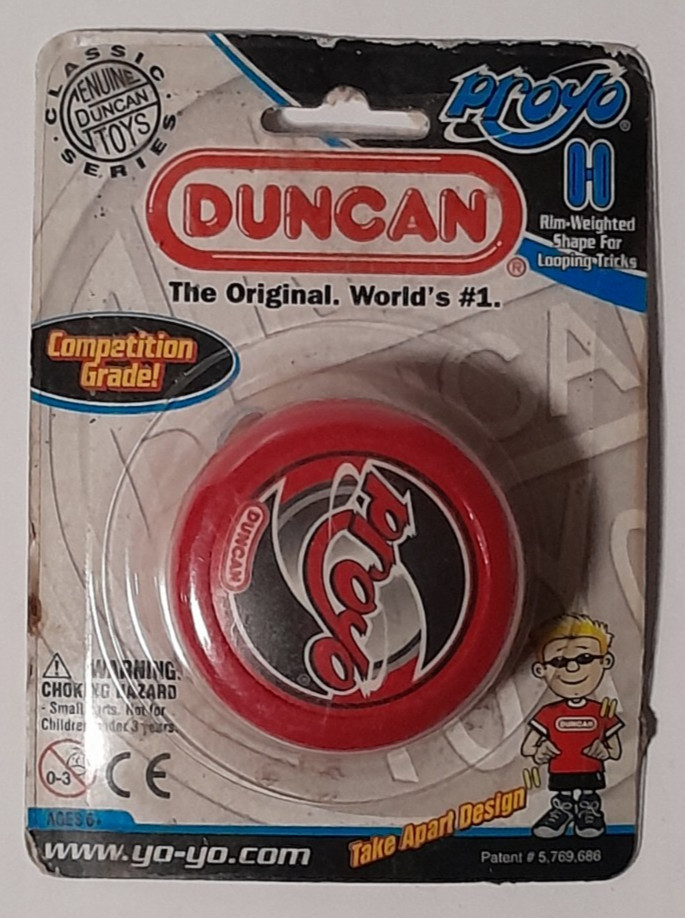 CLASSIC
GENUINE
DUNCAN
TOYS
SERIES
proyo®
Rim-Weighted
Shape For
Looping Tricks
DUNCAN®
The Original. World's #1.
Competition
Grade!
DUNCAN
proyo®
WARNING:
CHOKING HAZARD
- Small parts. Not for
Children under 3 years.
0-3
CE
AGES 6+
DUNCAN
Take Apart Design
www.yo-yo.com
Patent # 5,769,686